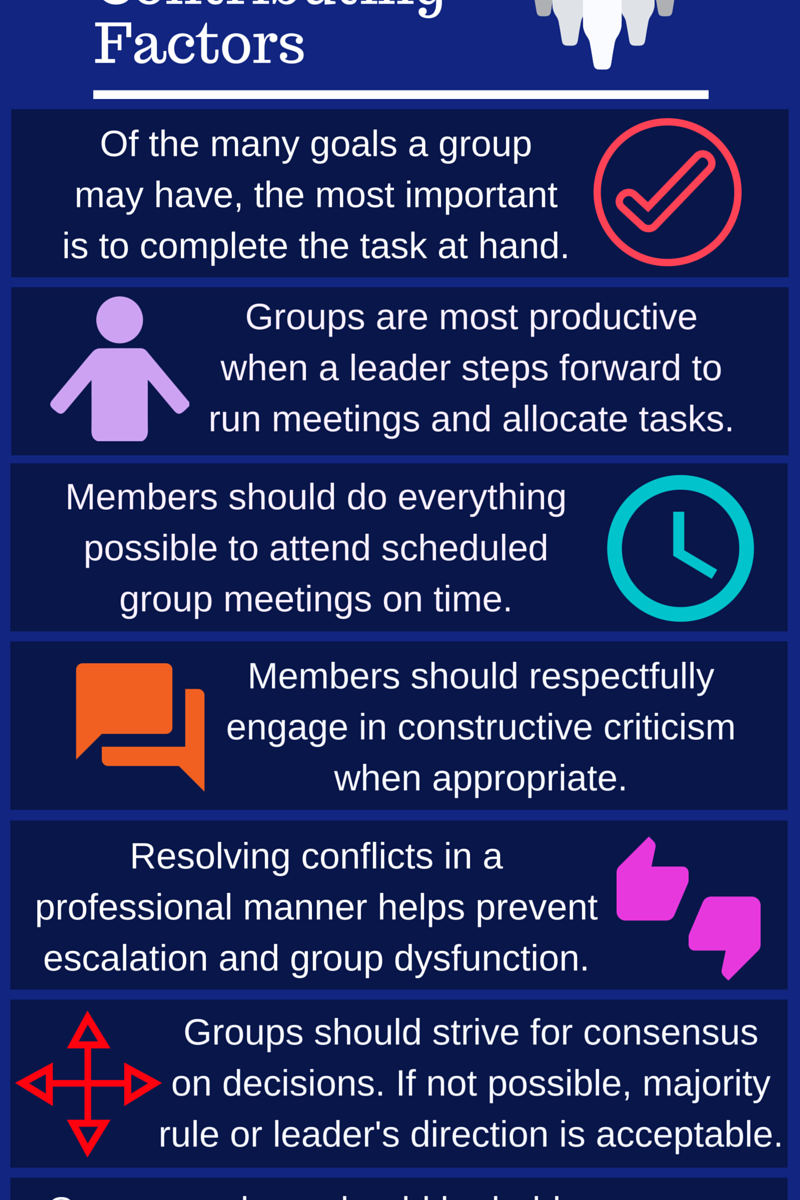 Contributing
Factors
Of the many goals a group
may have, the most important
is to complete the task at hand.
Groups are most productive
when a leader steps forward to
run meetings and allocate tasks.
Members should do everything
possible to attend scheduled
group meetings on time.
Members should respectfully
engage in constructive criticism
when appropriate.
Resolving conflicts in a
professional manner helps prevent
escalation and group dysfunction.
Groups should strive for consensus
on decisions. If not possible, majority
rule or leader's direction is acceptable.